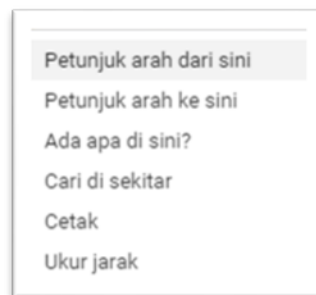 Petunjuk arah dari sini
Petunjuk arah ke sini
Ada apa di sini?
Cari di sekitar
Cetak
Ukur jarak